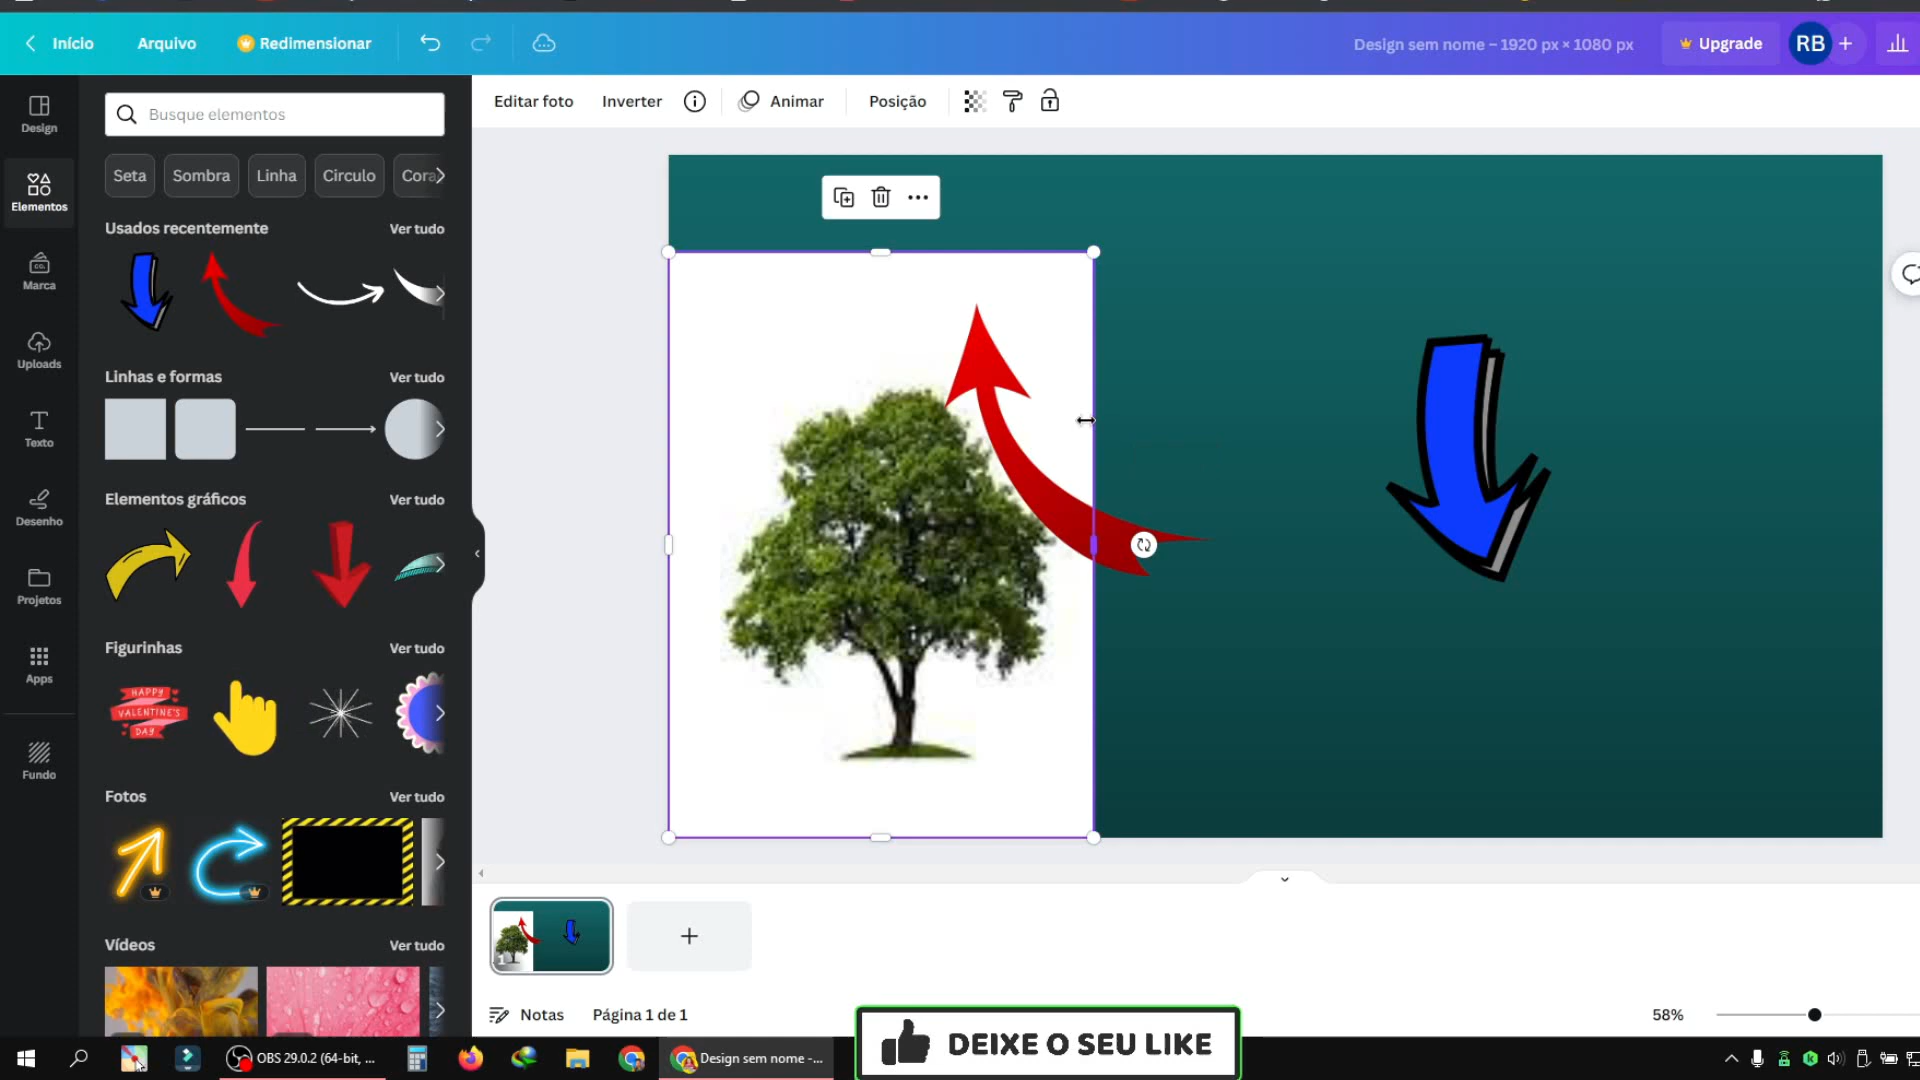 Início
Arquivo
Redimensionar
Design sem nome – 1920 px × 1080 px
Upgrade
RB
Design
Elementos
Marca
CO.
Uploads
Texto
Desenho
Projetos
Apps
Fundo
Busque elementos
Seta
Sombra
Linha
Circulo
Cora
Usados recentemente
Ver tudo
Linhas e formas
Ver tudo
Elementos gráficos
Ver tudo
Figurinhas
Ver tudo
HAPPY
VALENTINE'S
DAY
Fotos
Ver tudo
Vídeos
Ver tudo
Editar foto
Inverter
Animar
Posição
1
Notas
Página 1 de 1
58%
DEIXE O SEU LIKE
OBS 29.0.2 (64-bit, ...
Design sem nome -...